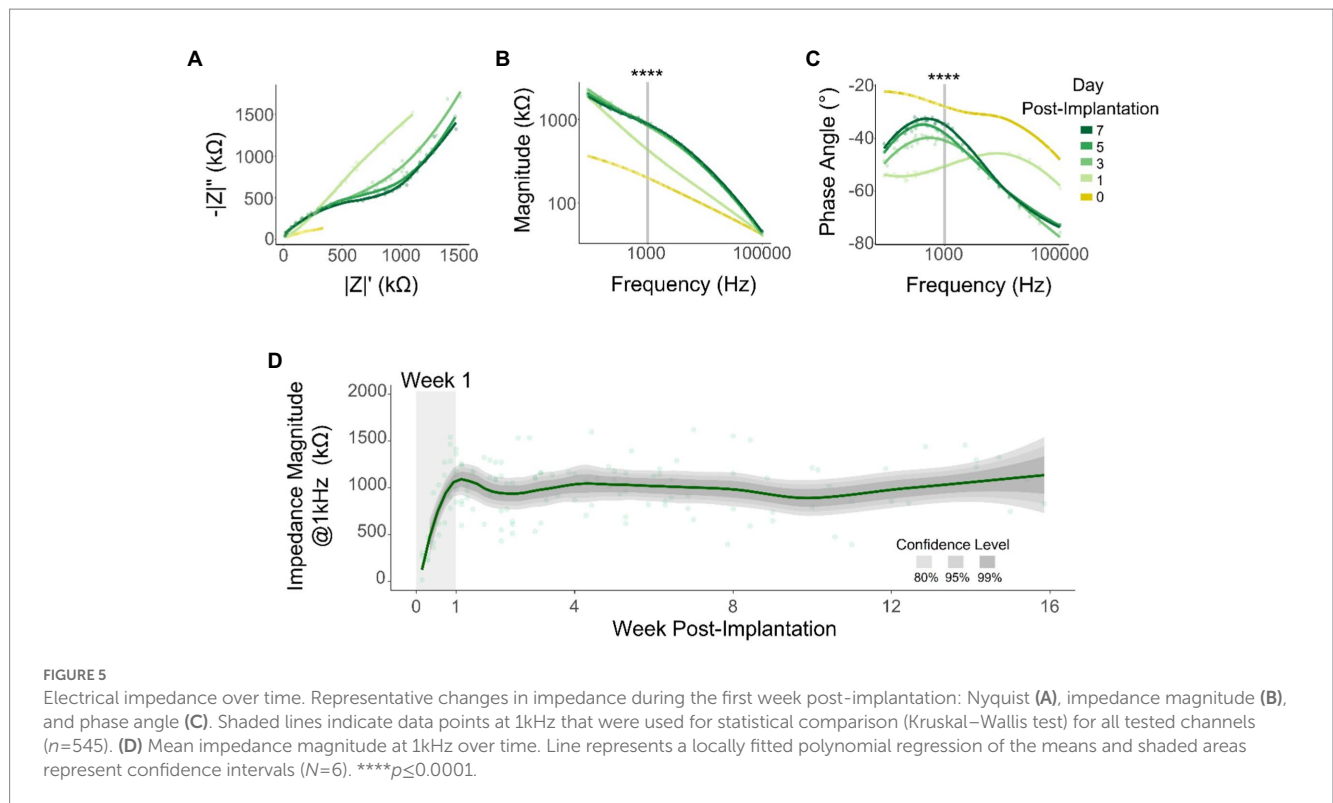 A
-|Z|" (kΩ)
1500
1000
500
0
0 500 1000 1500
|Z|' (kΩ)
B
****
Magnitude (kΩ)
1000
100
1000 100000
Frequency (Hz)
C
****
Phase Angle (°)
-20
-40
-60
-80
1000 100000
Frequency (Hz)
Day
Post-Implantation
7
5
3
1
0
D
Week 1
Impedance Magnitude
@1kHz (kΩ)
2000
1500
1000
500
0
0 1 4 8 12 16
Week Post-Implantation
Confidence Level
80% 95% 99%
FIGURE 5
Electrical impedance over time. Representative changes in impedance during the first week post-implantation: Nyquist (A), impedance magnitude (B),
and phase angle (C). Shaded lines indicate data points at 1kHz that were used for statistical comparison (Kruskal–Wallis test) for all tested channels
(n=545). (D) Mean impedance magnitude at 1kHz over time. Line represents a locally fitted polynomial regression of the means and shaded areas
represent confidence intervals (N=6). ****p≤0.0001.